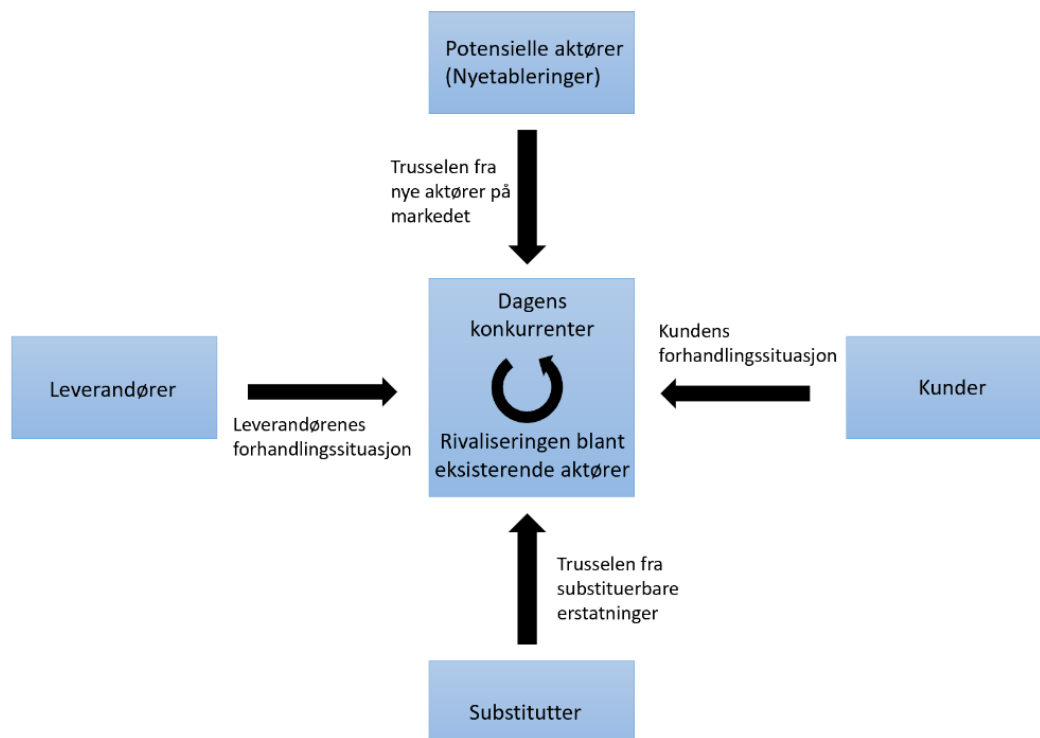 Potensielle aktører
(Nyetableringer)
Trusselen fra
nye aktører på
markedet
Dagens
konkurrenter
Rivaliseringen blant
eksisterende aktører
Leverandører
Leverandørenes
forhandlingssituasjon
Kundens
forhandlingssituasjon
Kunder
Trusselen fra
substituerbare
erstatninger
Substitutter